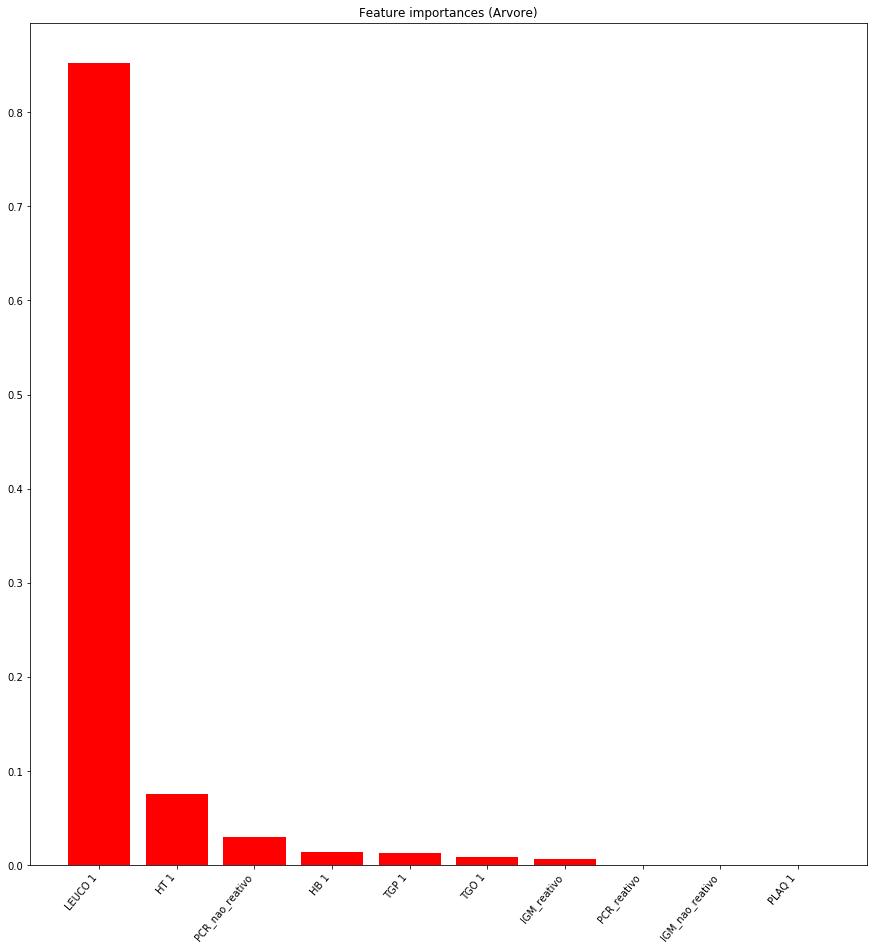 Feature importances (Arvore)
0.8
0.7
0.6
0.5
0.4
0.3
0.2
0.1
0.0
LEUCO 1
HT 1
PCR_nao_reativo
HB 1
TGP 1
TGO 1
IGM_reativo
PCR_reativo
IGM_nao_reativo
PLAQ 1